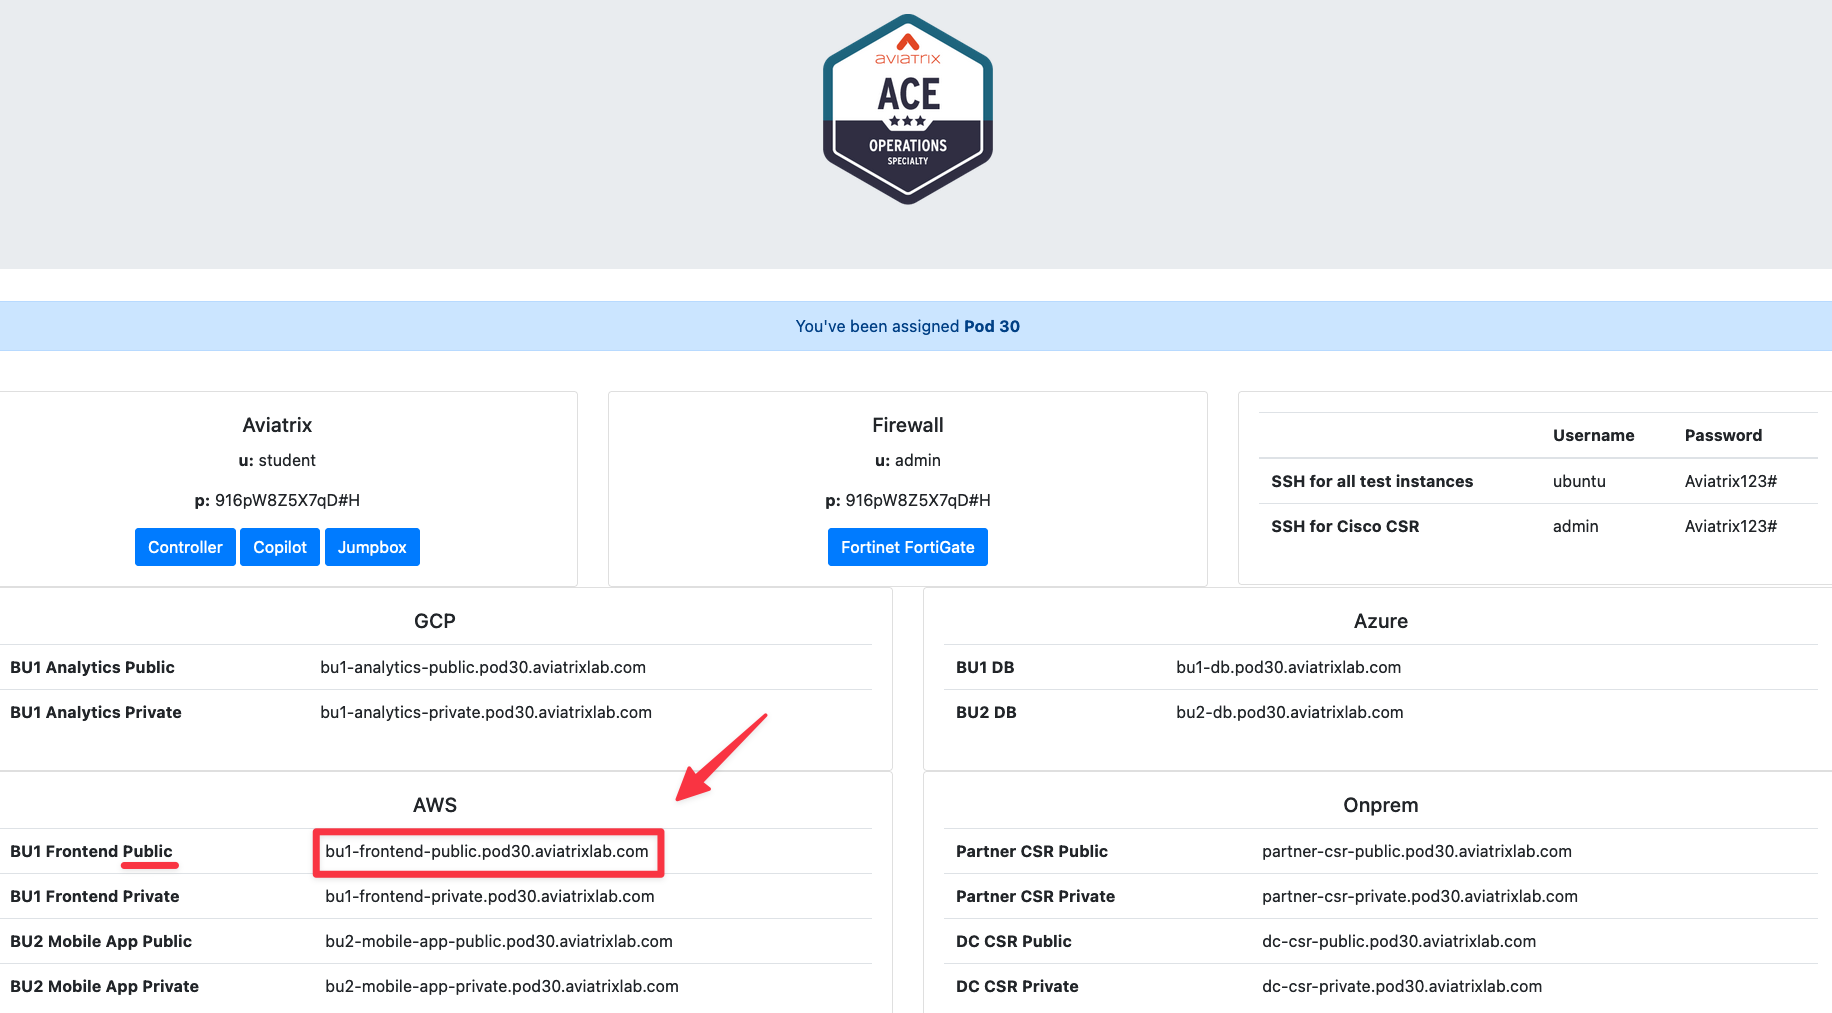 aviatrix
ACE
OPERATIONS
SPECIALTY
You've been assigned Pod 30
Aviatrix
u: student
p: 916pW8Z5X7qD#H
Controller Copilot Jumpbox
Firewall
u: admin
p: 916pW8Z5X7qD#H
Fortinet FortiGate
Username Password
SSH for all test instances ubuntu Aviatrix123#
SSH for Cisco CSR admin Aviatrix123#
GCP
BU1 Analytics Public bu1-analytics-public.pod30.aviatrixlab.com
BU1 Analytics Private bu1-analytics-private.pod30.aviatrixlab.com
Azure
BU1 DB bu1-db.pod30.aviatrixlab.com
BU2 DB bu2-db.pod30.aviatrixlab.com
AWS
BU1 Frontend Public bu1-frontend-public.pod30.aviatrixlab.com
BU1 Frontend Private bu1-frontend-private.pod30.aviatrixlab.com
BU2 Mobile App Public bu2-mobile-app-public.pod30.aviatrixlab.com
BU2 Mobile App Private bu2-mobile-app-private.pod30.aviatrixlab.com
Onprem
Partner CSR Public partner-csr-public.pod30.aviatrixlab.com
Partner CSR Private partner-csr-private.pod30.aviatrixlab.com
DC CSR Public dc-csr-public.pod30.aviatrixlab.com
DC CSR Private dc-csr-private.pod30.aviatrixlab.com